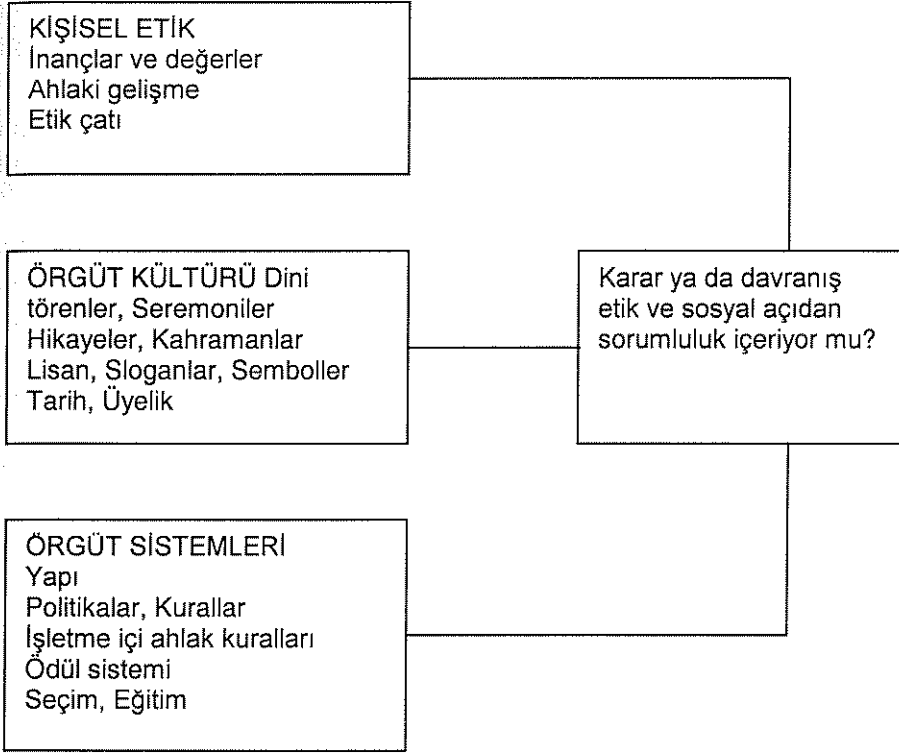 KİŞİSEL ETİK
İnançlar ve değerler
Ahlaki gelişme
Etik çatı
ÖRGÜT KÜLTÜRÜ Dini
törenler, Seremoniler
Hikayeler, Kahramanlar
Lisan, Sloganlar, Semboller
Tarih, Üyelik
Karar ya da davranış
etik ve sosyal açıdan
sorumluluk içeriyor mu?
ÖRGÜT SİSTEMLERİ
Yapı
Politikalar, Kurallar
İşletme içi ahlak kuralları
Ödül sistemi
Seçim, Eğitim